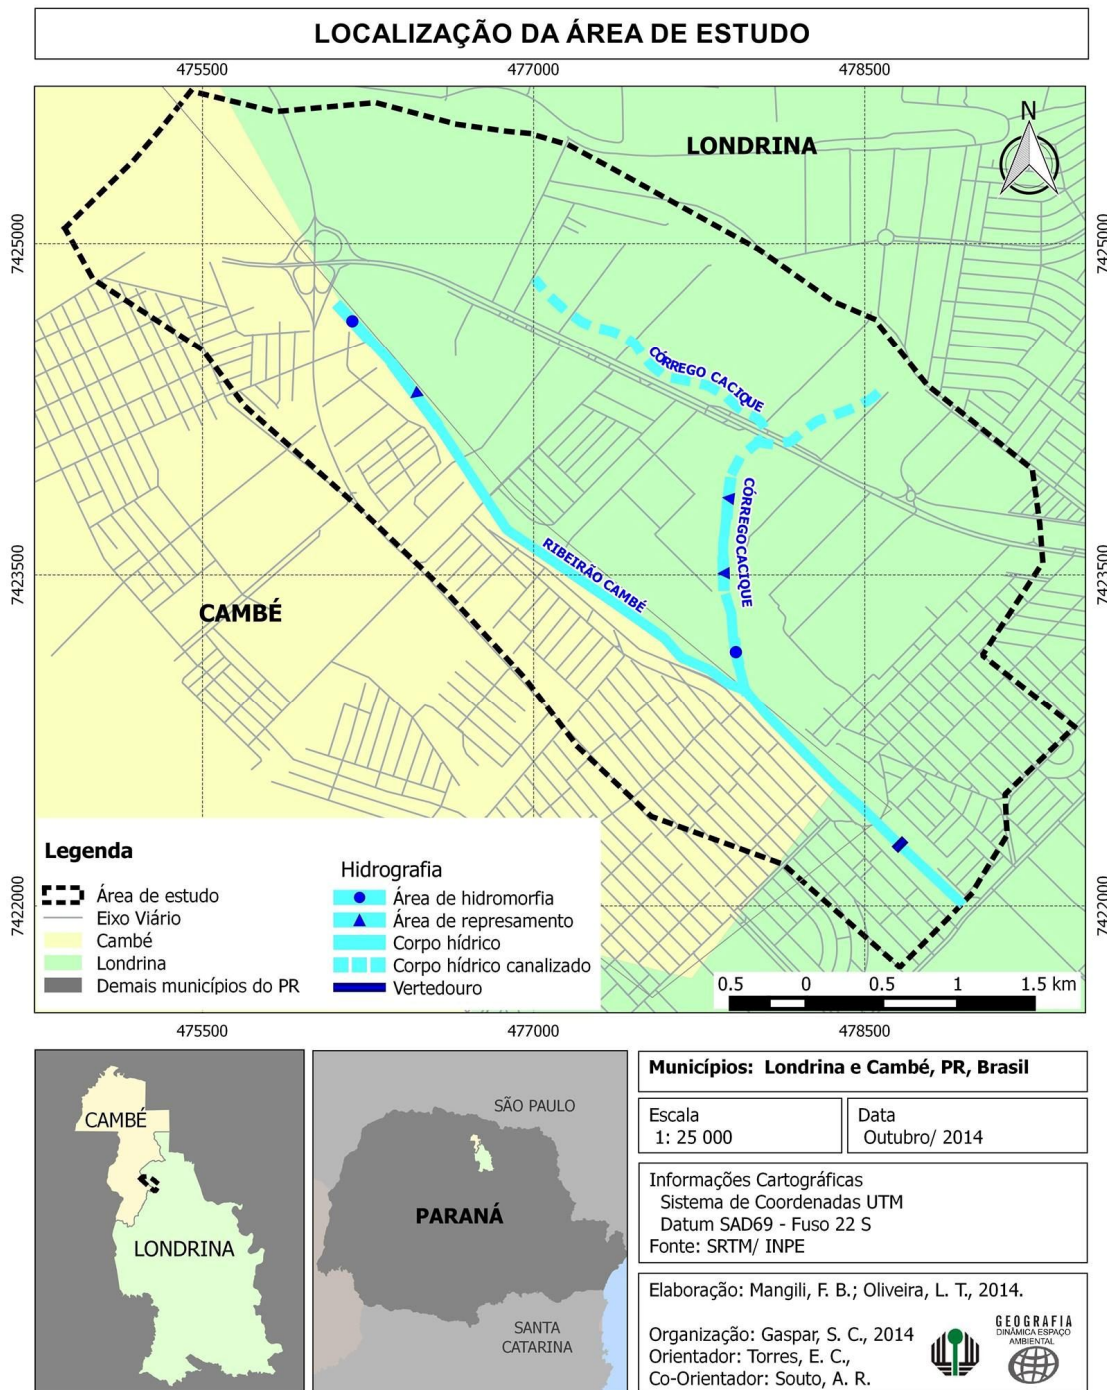 LOCALIZAÇÃO DA ÁREA DE ESTUDO
475500 477000 478500
LONDRINA
N
7425000 7425000
CÓRREGO CACIQUE
CÓRREGO CACIQUE
7423500 7423500
RIBEIRÃO CAMBÉ
CAMBÉ
7422000 7422000
Legenda
Área de estudo
Eixo Viário
Cambé
Londrina
Demais municípios do PR
Hidrografia
Área de hidromorfia
Área de represamento
Corpo hídrico
Corpo hídrico canalizado
Vertedouro
0.5 0 0.5 1 1.5 km
475500 477000 478500
CAMBÉ
LONDRINA
SÃO PAULO
PARANÁ
SANTA
CATARINA
Municípios: Londrina e Cambé, PR, Brasil
Escala
1: 25 000
Data
Outubro/ 2014
Informações Cartográficas
Sistema de Coordenadas UTM
Datum SAD69 - Fuso 22 S
Fonte: SRTM/ INPE
Elaboração: Mangili, F. B.; Oliveira, L. T., 2014.
Organização: Gaspar, S. C., 2014
Orientador: Torres, E. C.,
Co-Orientador: Souto, A. R.
GEOGRAFIA
DINÂMICA ESPAÇO
AMBIENTAL